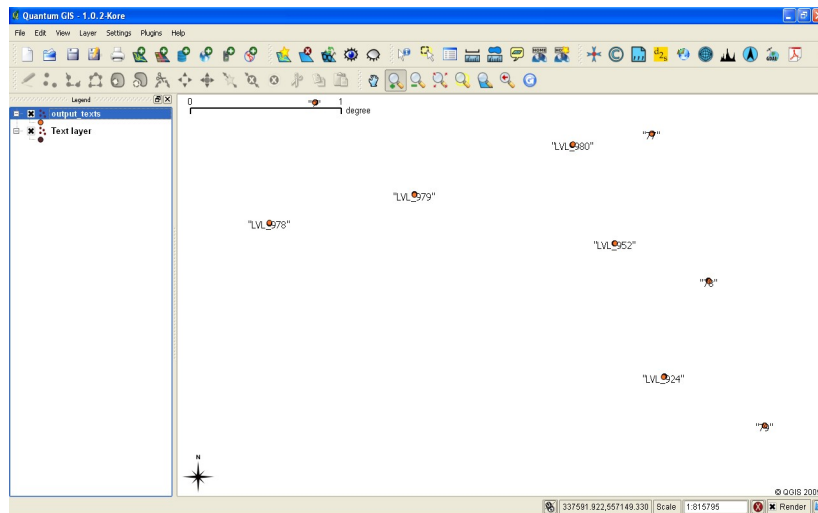 Quantum GIS - 1.0.2-Kore
File Edit View Layer Settings Plugins Help
Legend
output_texts
Text layer
0 1
degree
"LVL_980"
"LVL_979"
"LVL_978"
"LVL_952"
"LVL_924"
N
© QGIS 2009
337591.922,557149.330 Scale 1:815795 Render